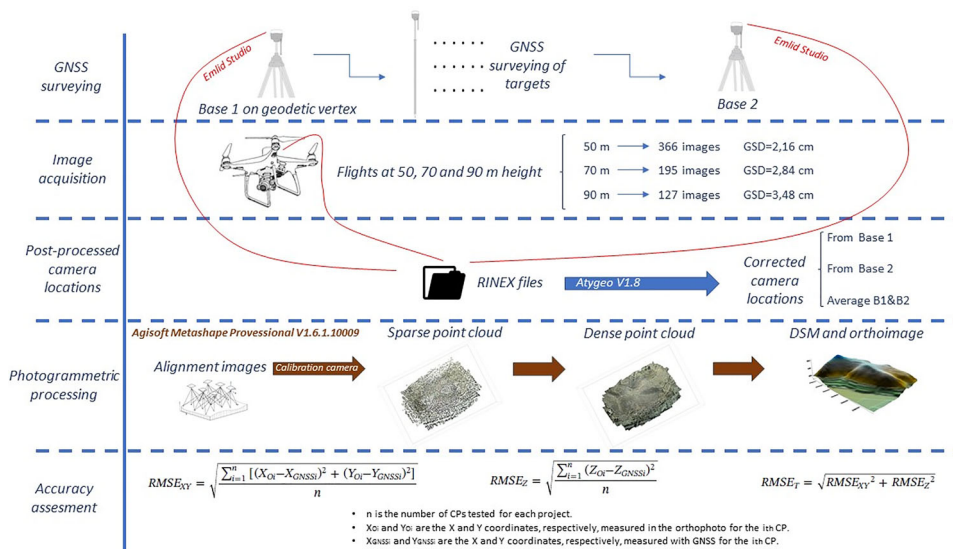 GNSS
surveying
Emlid Studio
Base 1 on geodetic vertex
GNSS
surveying of
targets
Base 2
Emlid Studio
Image
acquisition
Flights at 50, 70 and 90 m height
50 m 366 images GSD=2,16 cm
70 m 195 images GSD=2,84 cm
90 m 127 images GSD=3,48 cm
Post-processed
camera
locations
RINEX files
Atygeo V1.8
Corrected
camera
locations
From Base 1
From Base 2
Average B1&B2
Photogrammetric
processing
Agisoft Metashape Provessional V1.6.1.10009
Alignment images
Calibration camera
Sparse point cloud
Dense point cloud
DSM and orthoimage
Accuracy
assesment
RMSE_XY = √(∑ⁿᵢ₌₁ [(X_Oi−X_GNSSi)² + (Y_Oi−Y_GNSSi)²] / n)
RMSE_Z = √(∑ⁿᵢ₌₁ (Z_Oi−Z_GNSSi)² / n)
RMSE_T = √(RMSE_XY² + RMSE_Z²)
• n is the number of CPs tested for each project.
• XOi and YOi are the X and Y coordinates, respectively, measured in the orthophoto for the ith CP.
• XGNSSi and YGNSSi are the X and Y coordinates, respectively, measured with GNSS for the ith CP.